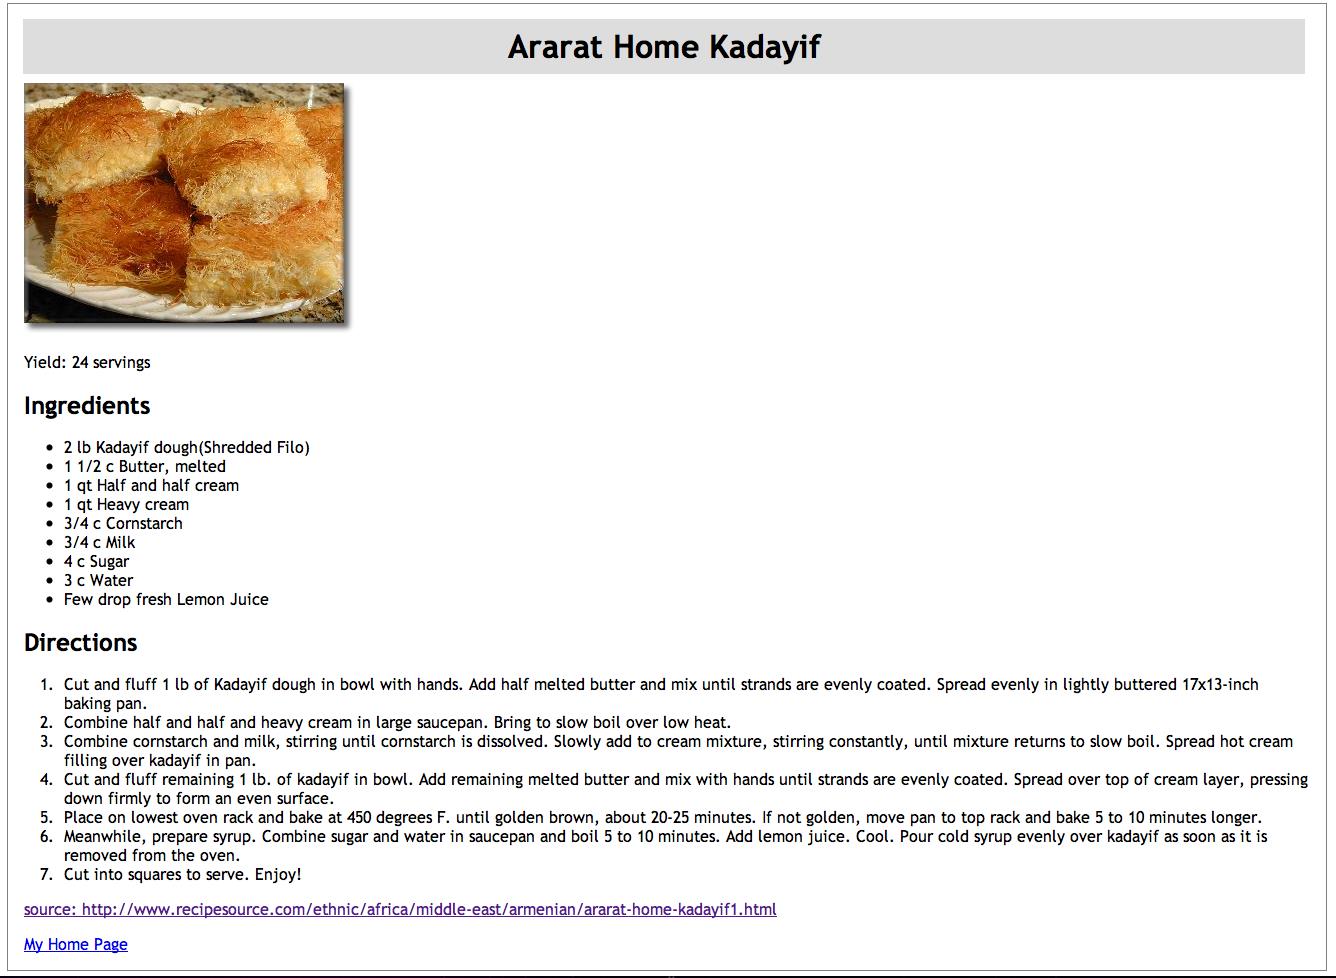 Ararat Home Kadayif
Yield: 24 servings
Ingredients
• 2 lb Kadayif dough(Shredded Filo)
• 1 1/2 c Butter, melted
• 1 qt Half and half cream
• 1 qt Heavy cream
• 3/4 c Cornstarch
• 3/4 c Milk
• 4 c Sugar
• 3 c Water
• Few drop fresh Lemon Juice
Directions
1. Cut and fluff 1 lb of Kadayif dough in bowl with hands. Add half melted butter and mix until strands are evenly coated. Spread evenly in lightly buttered 17x13-inch
baking pan.
2. Combine half and half and heavy cream in large saucepan. Bring to slow boil over low heat.
3. Combine cornstarch and milk, stirring until cornstarch is dissolved. Slowly add to cream mixture, stirring constantly, until mixture returns to slow boil. Spread hot cream
filling over kadayif in pan.
4. Cut and fluff remaining 1 lb. of kadayif in bowl. Add remaining melted butter and mix with hands until strands are evenly coated. Spread over top of cream layer, pressing
down firmly to form an even surface.
5. Place on lowest oven rack and bake at 450 degrees F. until golden brown, about 20-25 minutes. If not golden, move pan to top rack and bake 5 to 10 minutes longer.
6. Meanwhile, prepare syrup. Combine sugar and water in saucepan and boil 5 to 10 minutes. Add lemon juice. Cool. Pour cold syrup evenly over kadayif as soon as it is
removed from the oven.
7. Cut into squares to serve. Enjoy!
source: http://www.recipesource.com/ethnic/africa/middle-east/armenian/ararat-home-kadayif1.html
My Home Page